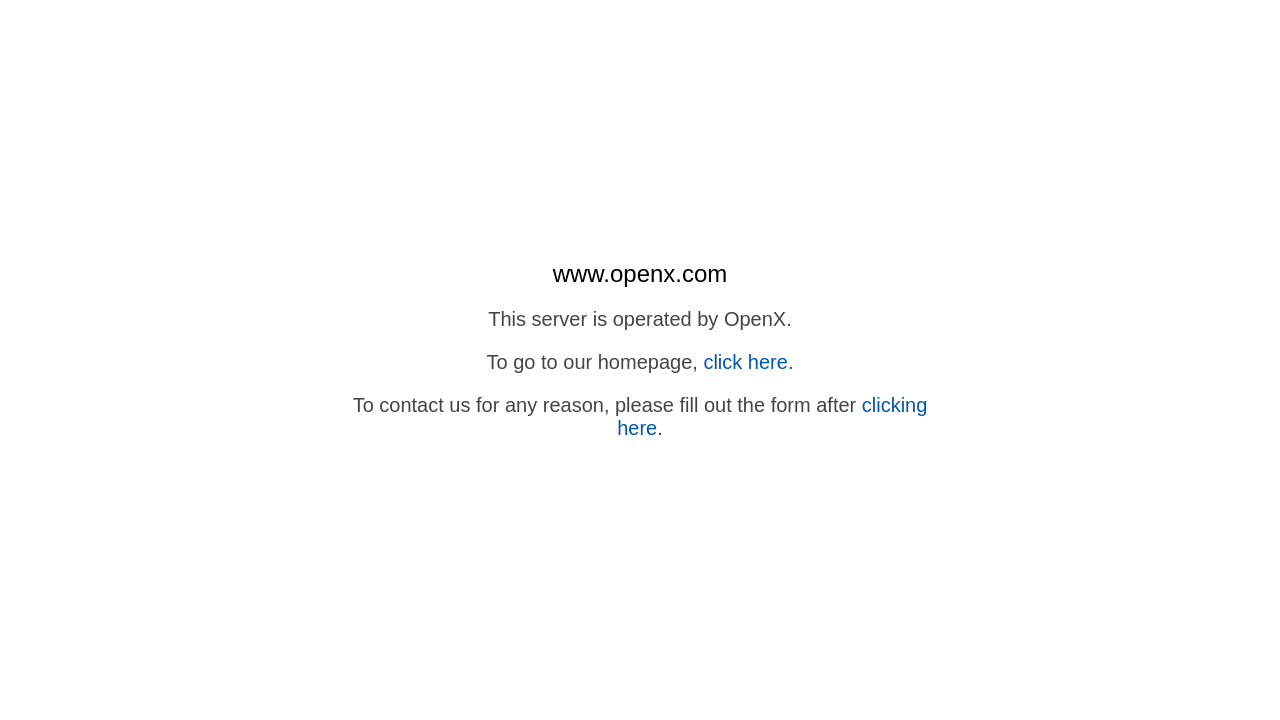 www.openx.com
This server is operated by OpenX.
To go to our homepage, click here.
To contact us for any reason, please fill out the form after clicking
here.